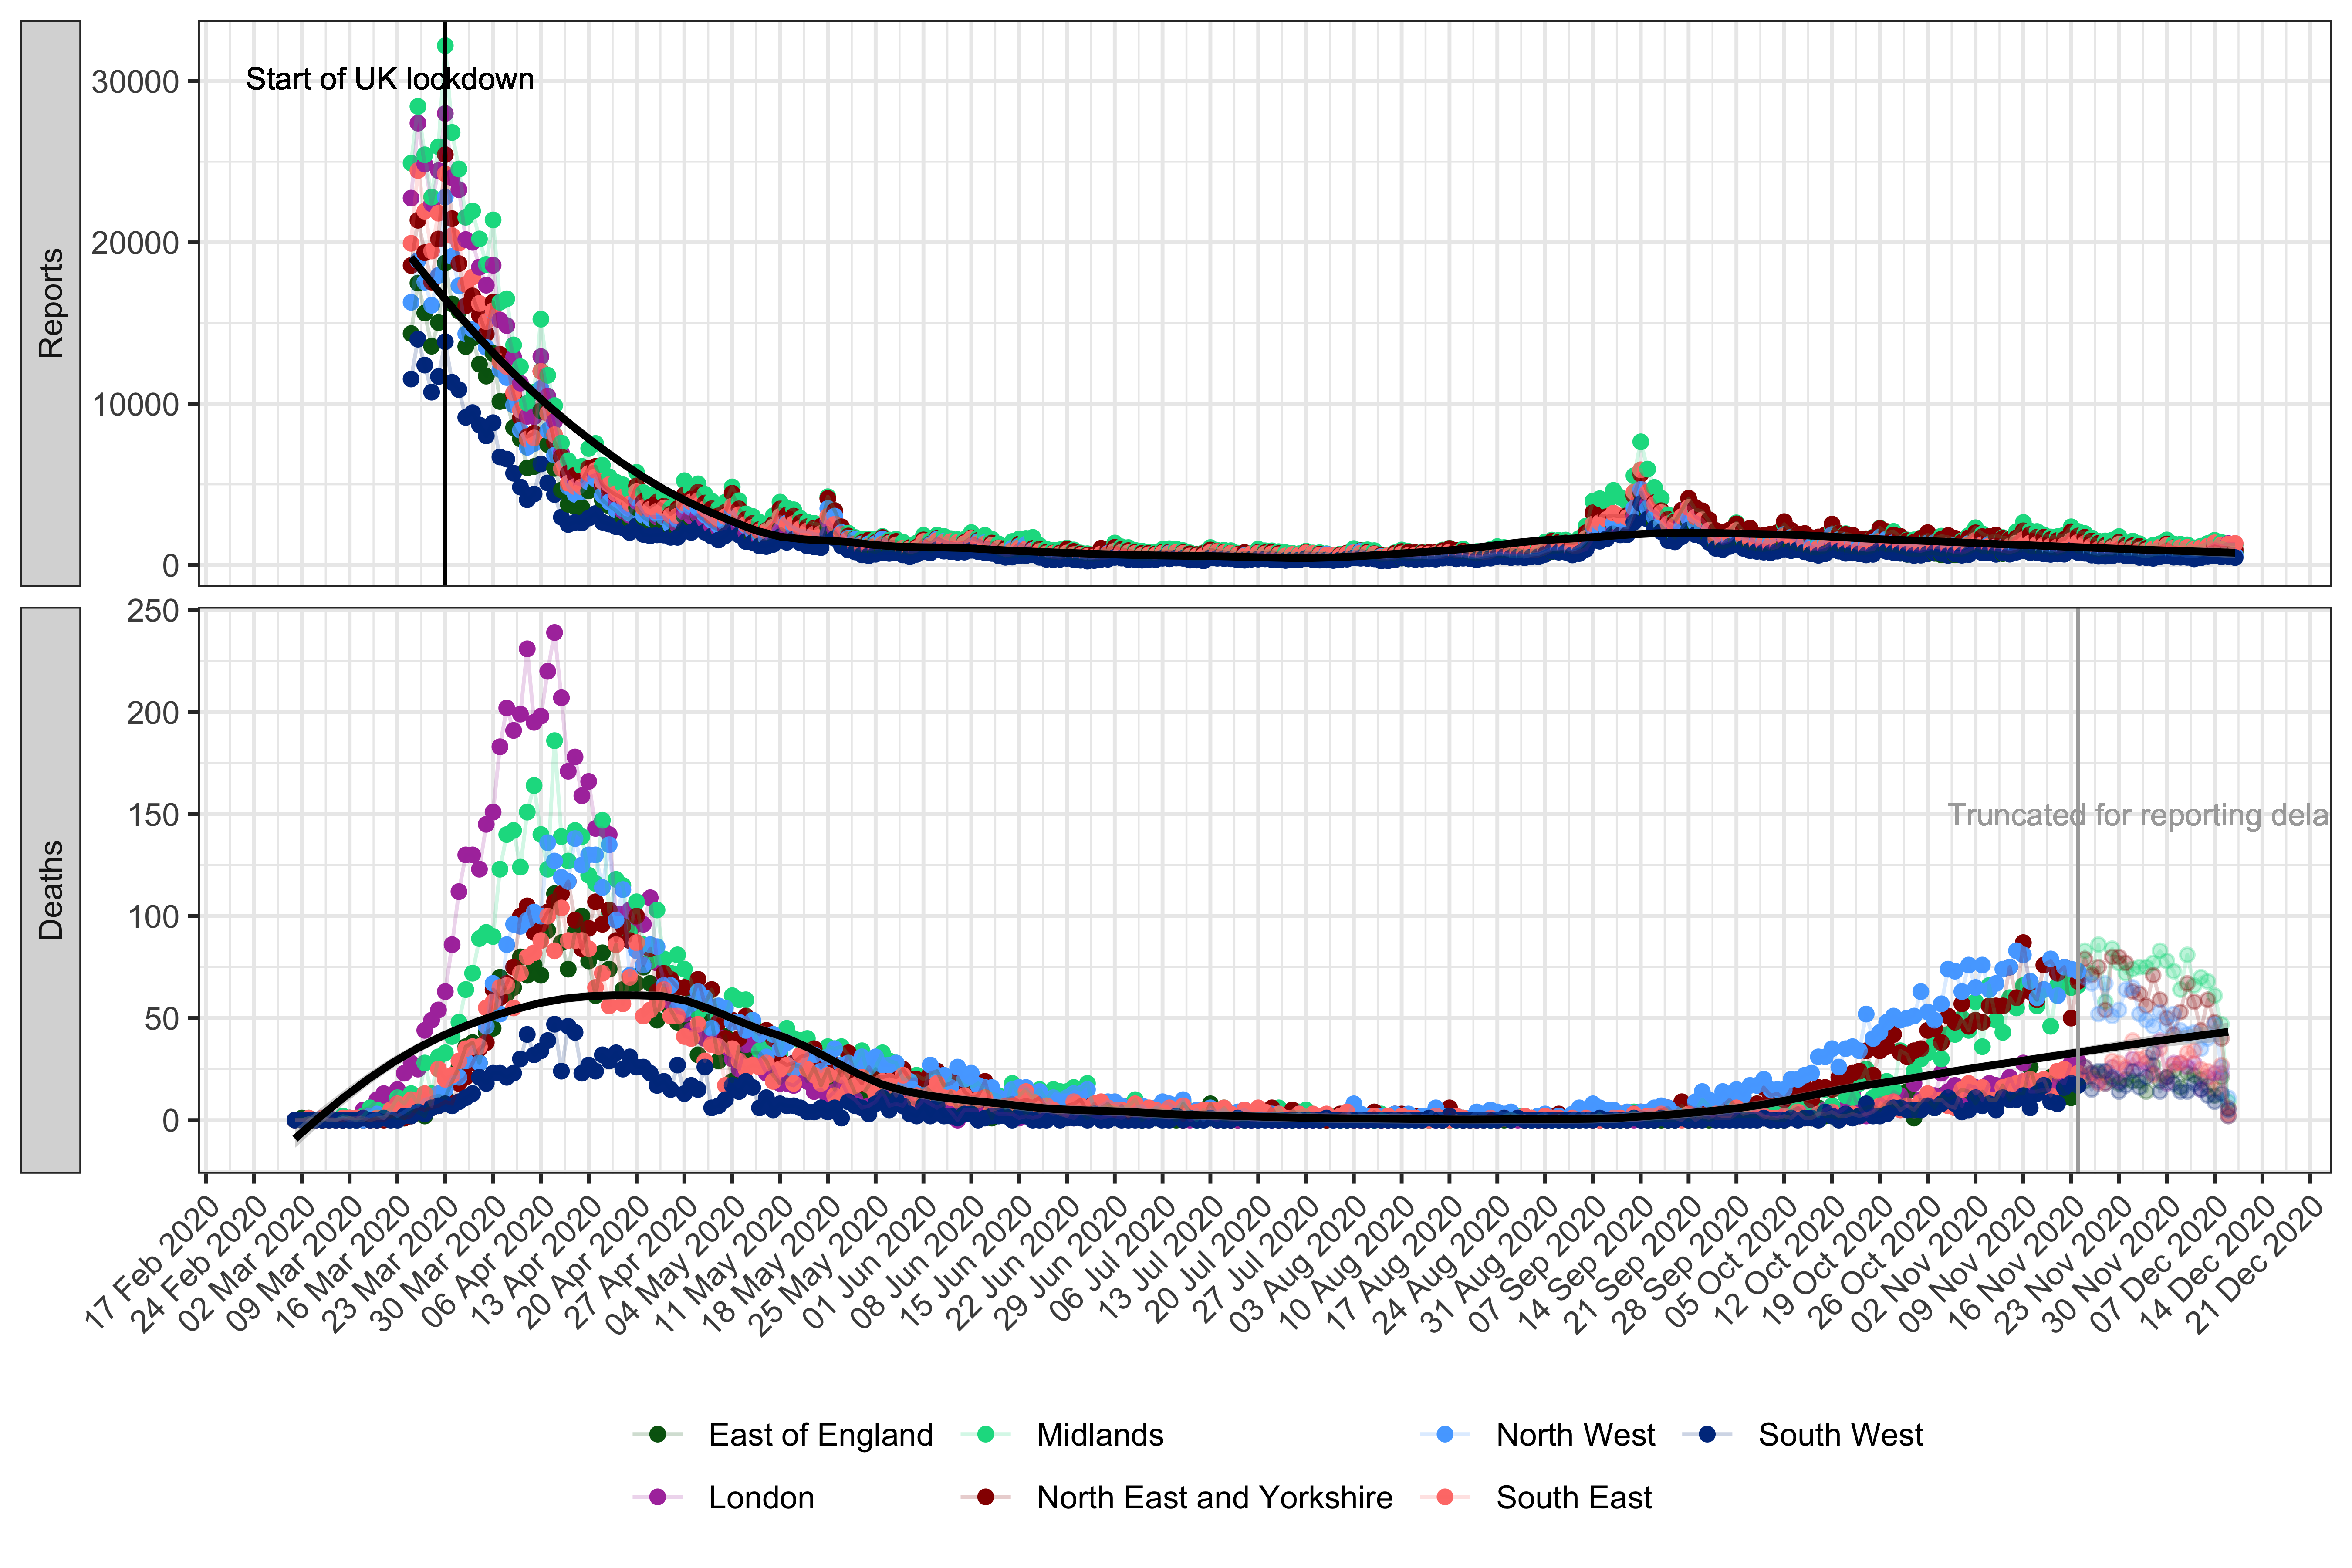 Reports
30000
20000
10000
0
Start of UK lockdown
Deaths
250
200
150
100
50
0
Truncated for reporting dela
17 Feb 2020
24 Feb 2020
02 Mar 2020
09 Mar 2020
16 Mar 2020
23 Mar 2020
30 Mar 2020
06 Apr 2020
13 Apr 2020
20 Apr 2020
27 Apr 2020
04 May 2020
11 May 2020
18 May 2020
25 May 2020
01 Jun 2020
08 Jun 2020
15 Jun 2020
22 Jun 2020
29 Jun 2020
06 Jul 2020
13 Jul 2020
20 Jul 2020
27 Jul 2020
03 Aug 2020
10 Aug 2020
17 Aug 2020
24 Aug 2020
31 Aug 2020
07 Sep 2020
14 Sep 2020
21 Sep 2020
28 Sep 2020
05 Oct 2020
12 Oct 2020
19 Oct 2020
26 Oct 2020
02 Nov 2020
09 Nov 2020
16 Nov 2020
23 Nov 2020
30 Nov 2020
07 Dec 2020
14 Dec 2020
21 Dec 2020
East of England
Midlands
North West
South West
London
North East and Yorkshire
South East